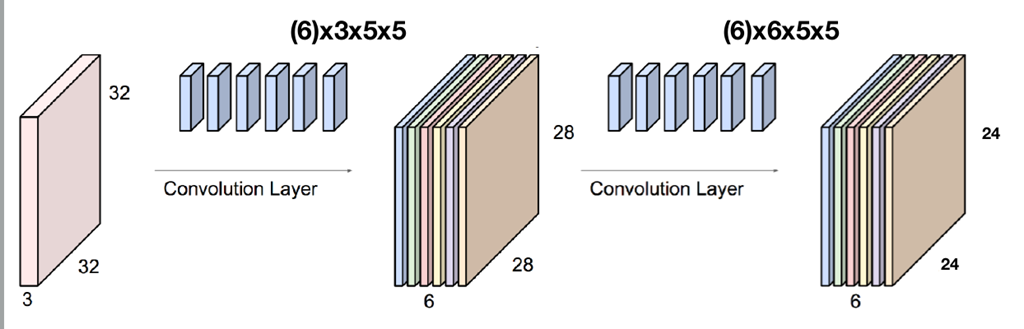 (6)x3x5x5
(6)x6x5x5
32
28
24
Convolution Layer
Convolution Layer
32
28
24
3
6
6